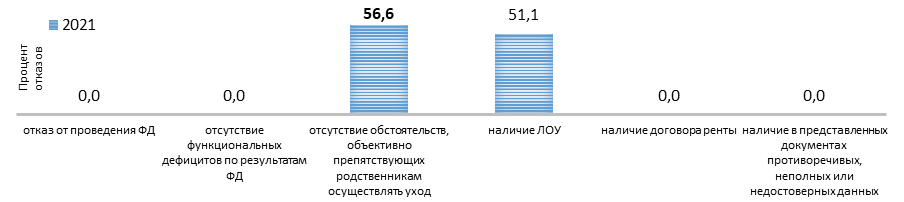 56,6
51,1
2021
Процент
отказов
0,0
0,0
0,0
0,0
отказ от проведения ФД
отсутствие
функциональных
дефицитов по результатам
ФД
отсутствие обстоятельств,
объективно
препятствующих
родственникам
осуществлять уход
наличие ЛОУ
наличие договора ренты
наличие в представленных
документах
противоречивых,
неполных или
недостоверных данных